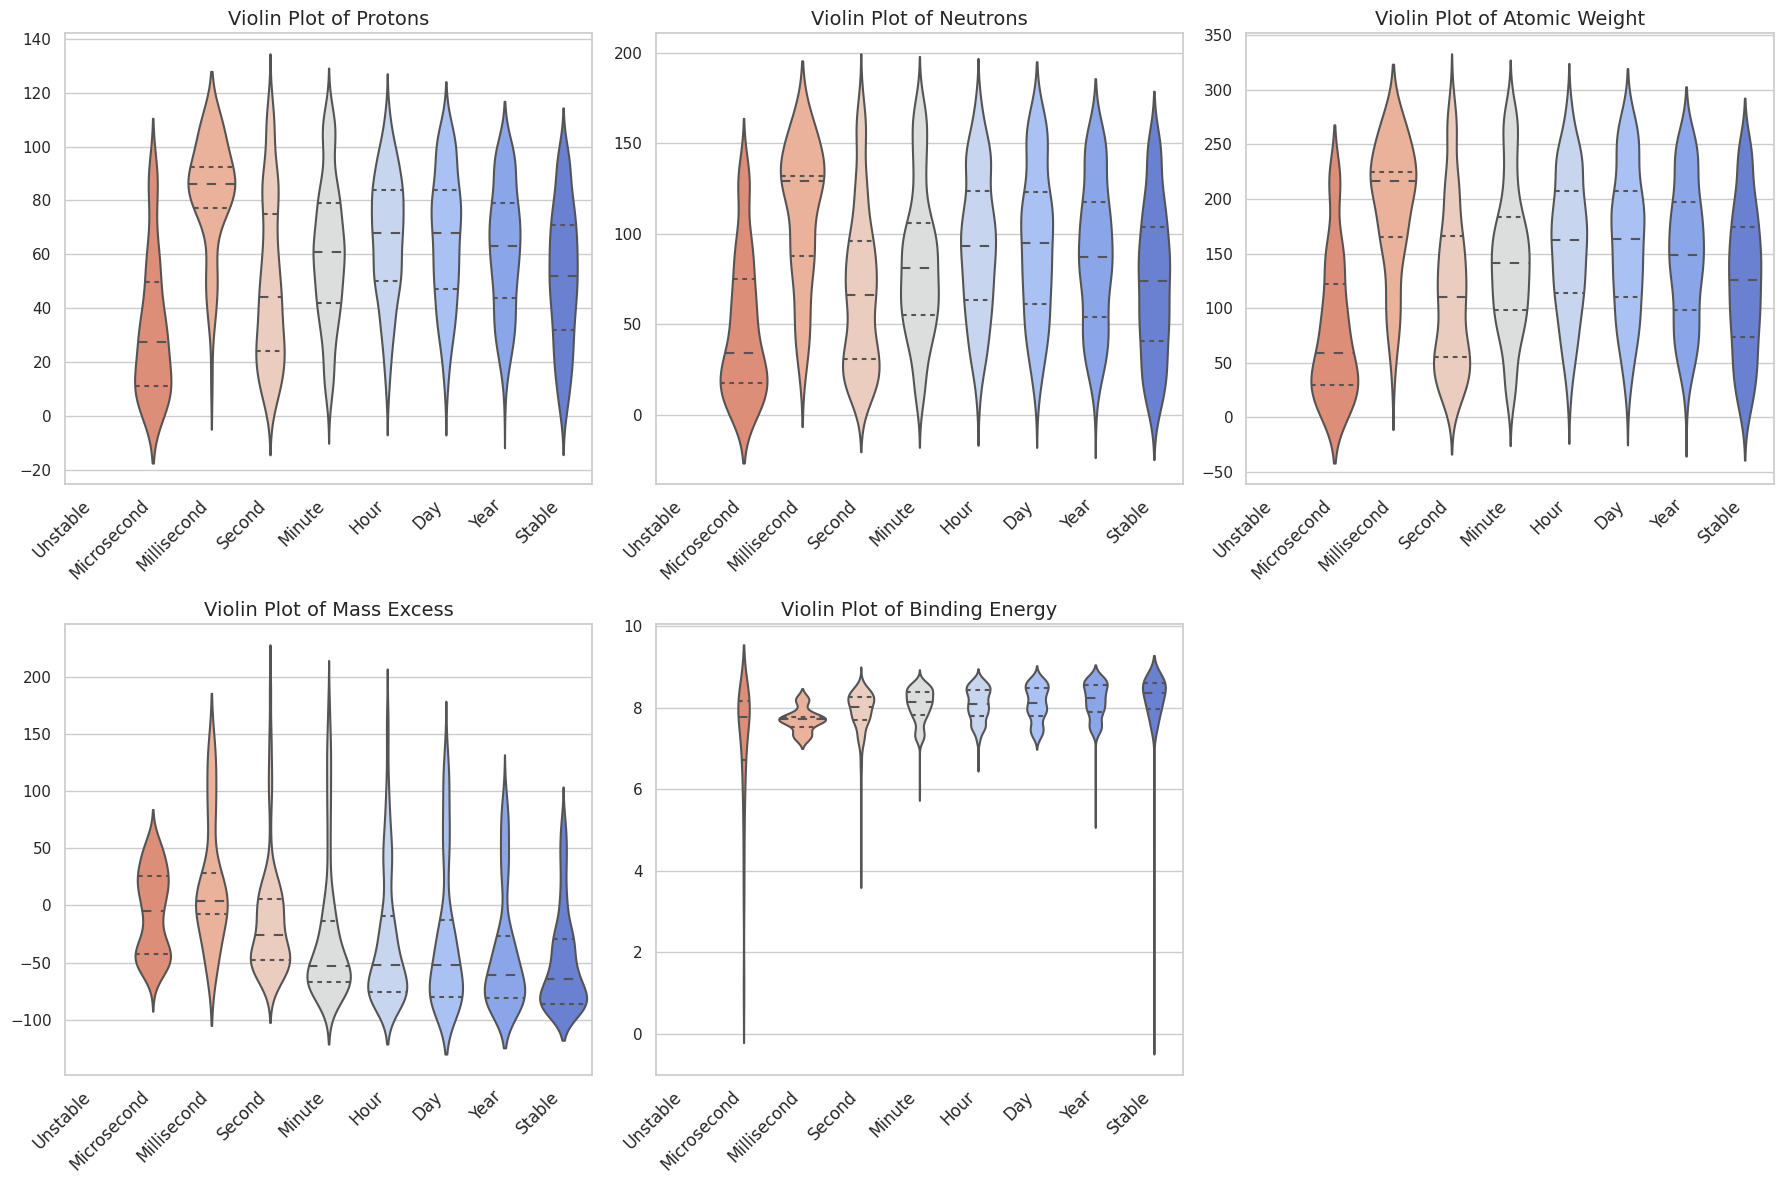 Violin Plot of Protons
140
120
100
80
60
40
20
0
−20
Unstable
Microsecond
Millisecond
Second
Minute
Hour
Day
Year
Stable
Violin Plot of Neutrons
200
150
100
50
0
Unstable
Microsecond
Millisecond
Second
Minute
Hour
Day
Year
Stable
Violin Plot of Atomic Weight
350
300
250
200
150
100
50
0
−50
Unstable
Microsecond
Millisecond
Second
Minute
Hour
Day
Year
Stable
Violin Plot of Mass Excess
200
150
100
50
0
−50
−100
Unstable
Microsecond
Millisecond
Second
Minute
Hour
Day
Year
Stable
Violin Plot of Binding Energy
10
8
6
4
2
0
Unstable
Microsecond
Millisecond
Second
Minute
Hour
Day
Year
Stable